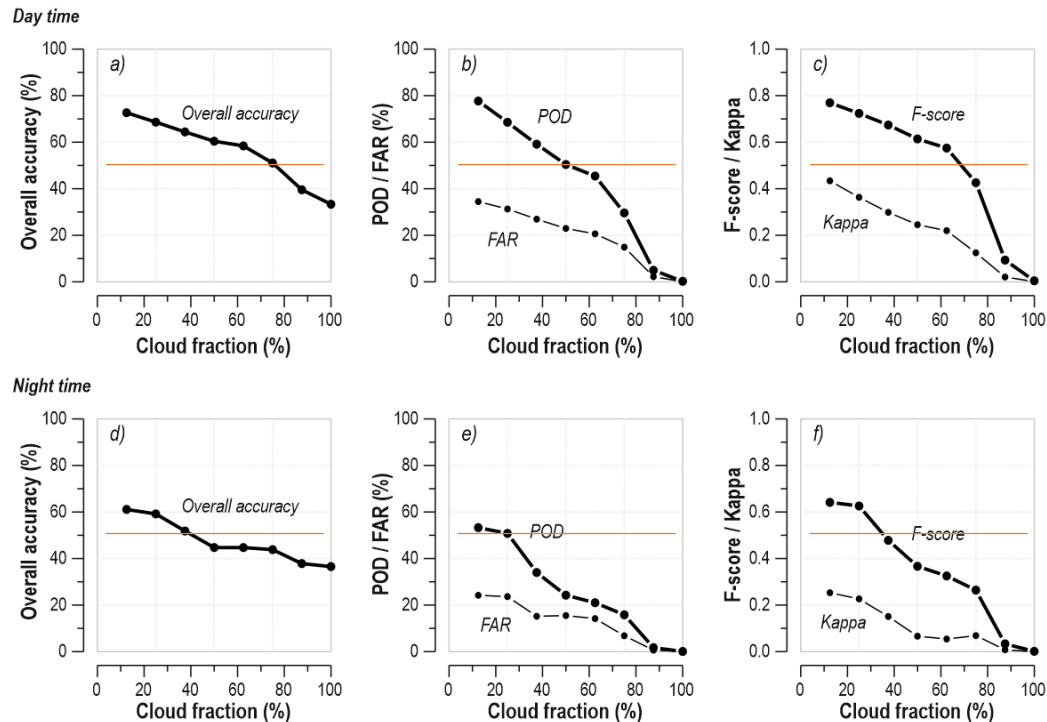 Day time
a)
Overall accuracy
Overall accuracy (%)
100
80
60
40
20
0
0 20 40 60 80 100
Cloud fraction (%)
b)
POD
FAR
POD / FAR (%)
100
80
60
40
20
0
0 20 40 60 80 100
Cloud fraction (%)
c)
F-score
Kappa
F-score / Kappa
1.0
0.8
0.6
0.4
0.2
0
0 20 40 60 80 100
Cloud fraction (%)
Night time
d)
Overall accuracy
Overall accuracy (%)
100
80
60
40
20
0
0 20 40 60 80 100
Cloud fraction (%)
e)
POD
FAR
POD / FAR (%)
100
80
60
40
20
0
0 20 40 60 80 100
Cloud fraction (%)
f)
F-score
Kappa
F-score / Kappa
1.0
0.8
0.6
0.4
0.2
0
0 20 40 60 80 100
Cloud fraction (%)